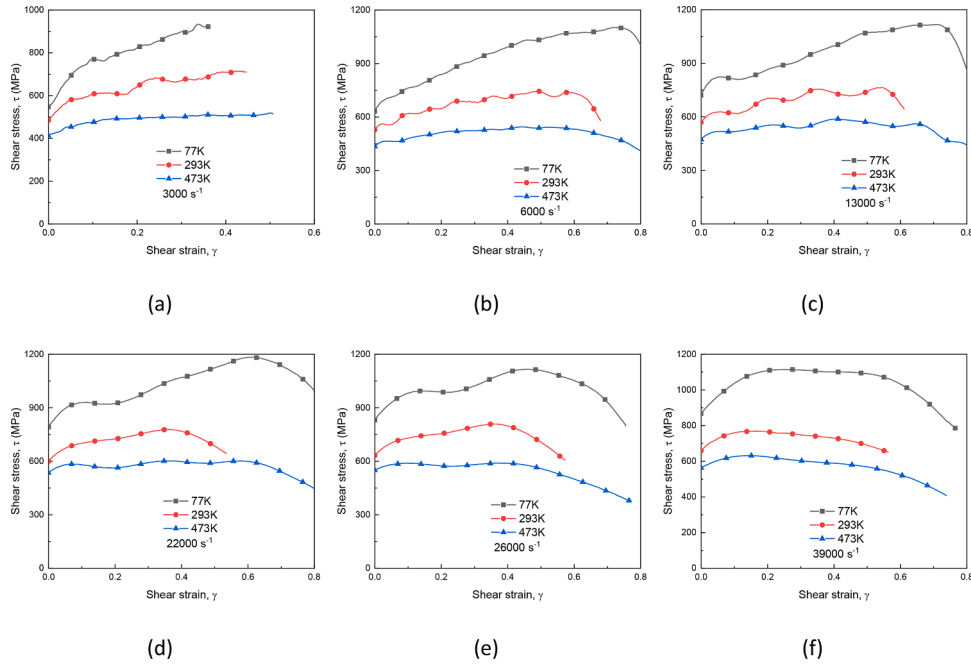 1000
800
600
400
200
0
Shear stress, τ (MPa)
77K
293K
473K
3000 s⁻¹
0.0 0.2 0.4 0.6
Shear strain, γ
(a)
1200
900
600
300
0
Shear stress, τ (MPa)
77K
293K
473K
6000 s⁻¹
0.0 0.2 0.4 0.6 0.8
Shear strain, γ
(b)
1200
900
600
300
0
Shear stress, τ (MPa)
77K
293K
473K
13000 s⁻¹
0.0 0.2 0.4 0.6 0.8
Shear strain, γ
(c)
1200
900
600
300
0
Shear stress, τ (MPa)
77K
293K
473K
22000 s⁻¹
0.0 0.2 0.4 0.6 0.8
Shear strain, γ
(d)
1200
900
600
300
0
Shear stress, τ (MPa)
77K
293K
473K
26000 s⁻¹
0.0 0.2 0.4 0.6 0.8
Shear strain, γ
(e)
1200
1000
800
600
400
200
0
Shear stress, τ (MPa)
77K
293K
473K
39000 s⁻¹
0.0 0.2 0.4 0.6 0.8
Shear strain, γ
(f)